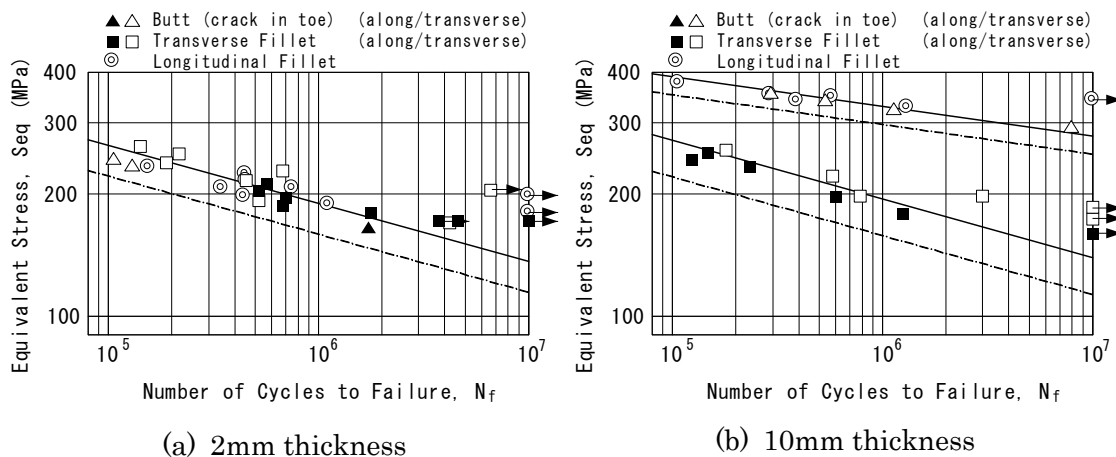 ▲ △ Butt (crack in toe) (along/transverse)
■ □ Transverse Fillet (along/transverse)
◎ Longitudinal Fillet
400
300
200
100
Equivalent Stress, Seq (MPa)
10^5
10^6
10^7
Number of Cycles to Failure, N_f
(a) 2mm thickness
▲ △ Butt (crack in toe) (along/transverse)
■ □ Transverse Fillet (along/transverse)
◎ Longitudinal Fillet
400
300
200
100
Equivalent Stress, Seq (MPa)
10^5
10^6
10^7
Number of Cycles to Failure, N_f
(b) 10mm thickness